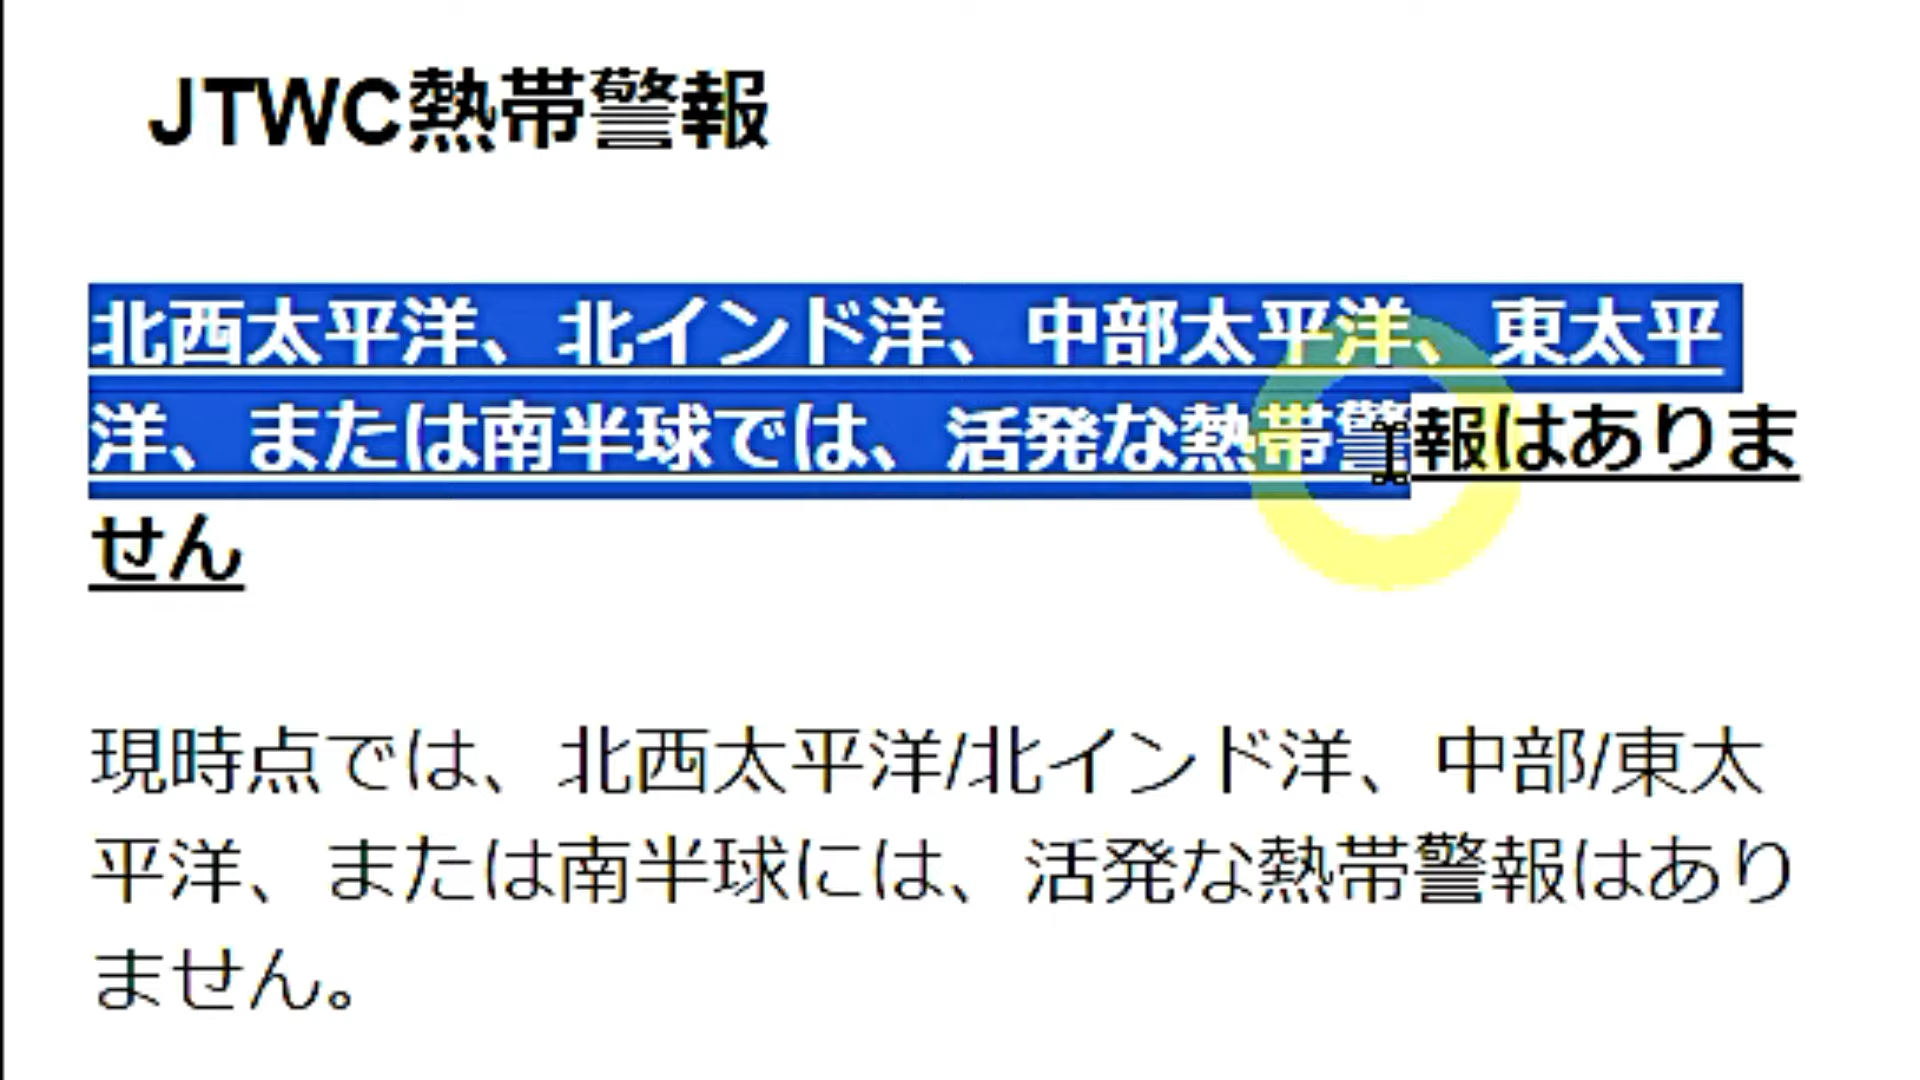 JTWC熱帯警報
北西太平洋、北インド洋、中部太平洋、東太平
洋、または南半球では、活発な熱帯警報はありま
せん
現時点では、北西太平洋/北インド洋、中部/東太
平洋、または南半球には、活発な熱帯警報はあり
ません。